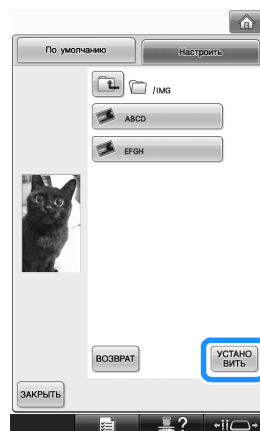 По умолчанию
Настроить
/IMG
ABCD
EFGH
ВОЗВРАТ
УСТАНО
ВИТЬ
ЗАКРЫТЬ
?